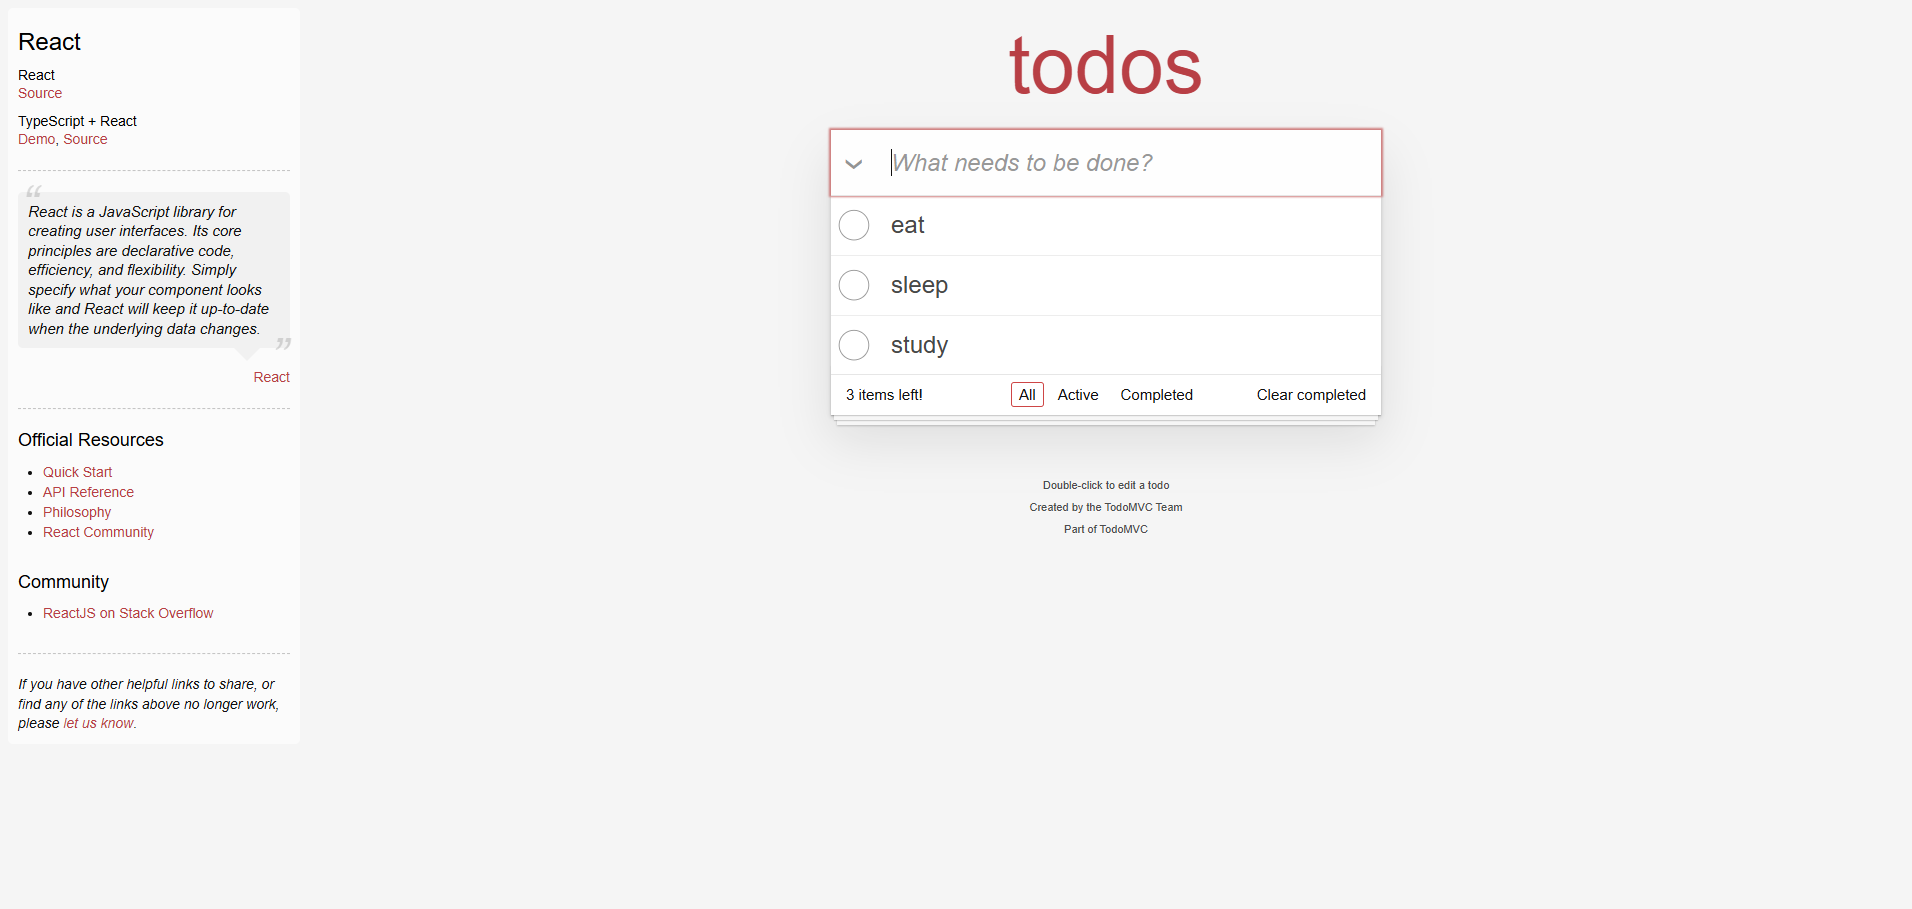 React
React
Source
TypeScript + React
Demo, Source
“
React is a JavaScript library for
creating user interfaces. Its core
principles are declarative code,
efficiency, and flexibility. Simply
specify what your component looks
like and React will keep it up-to-date
when the underlying data changes.
”
React
Official Resources
• Quick Start
• API Reference
• Philosophy
• React Community
Community
• ReactJS on Stack Overflow
If you have other helpful links to share, or
find any of the links above no longer work,
please let us know.
todos
What needs to be done?
eat
sleep
study
3 items left! All Active Completed Clear completed
Double-click to edit a todo
Created by the TodoMVC Team
Part of TodoMVC